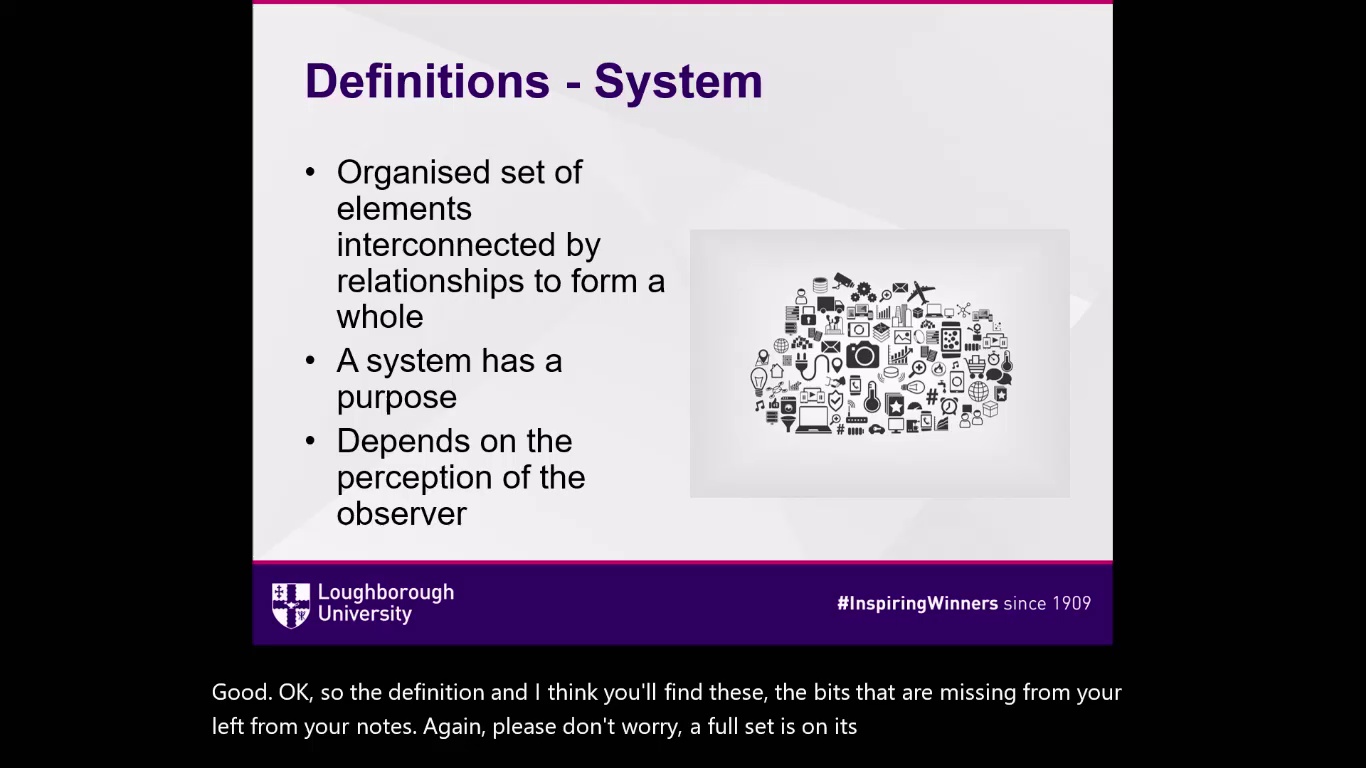 Definitions - System
• Organised set of
elements
interconnected by
relationships to form a
whole
• A system has a
purpose
• Depends on the
perception of the
observer
Loughborough
University
#InspiringWinners since 1909
Good. OK, so the definition and I think you'll find these, the bits that are missing from your
left from your notes. Again, please don't worry, a full set is on its